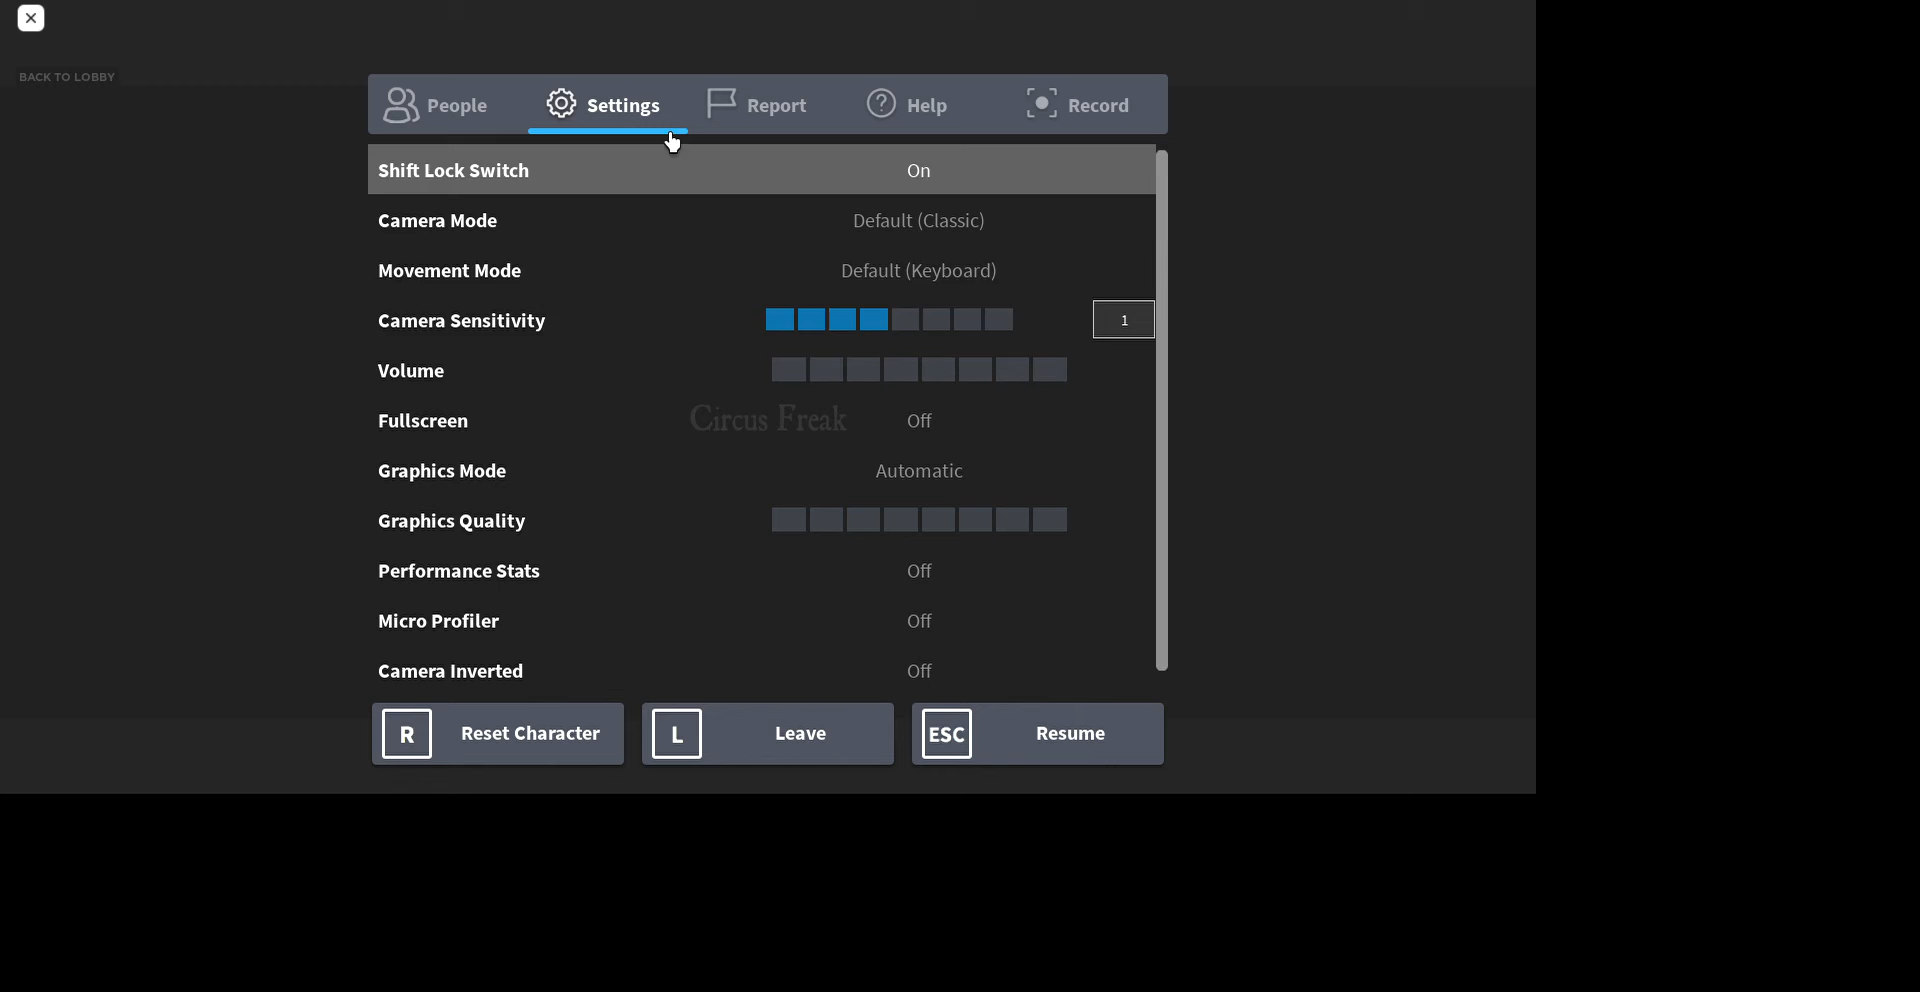 BACK TO LOBBY
People Settings Report Help Record
Shift Lock Switch On
Camera Mode Default (Classic)
Movement Mode Default (Keyboard)
Camera Sensitivity 1
Volume
Circus Freak
Fullscreen Off
Graphics Mode Automatic
Graphics Quality
Performance Stats Off
Micro Profiler Off
Camera Inverted Off
R Reset Character L Leave ESC Resume